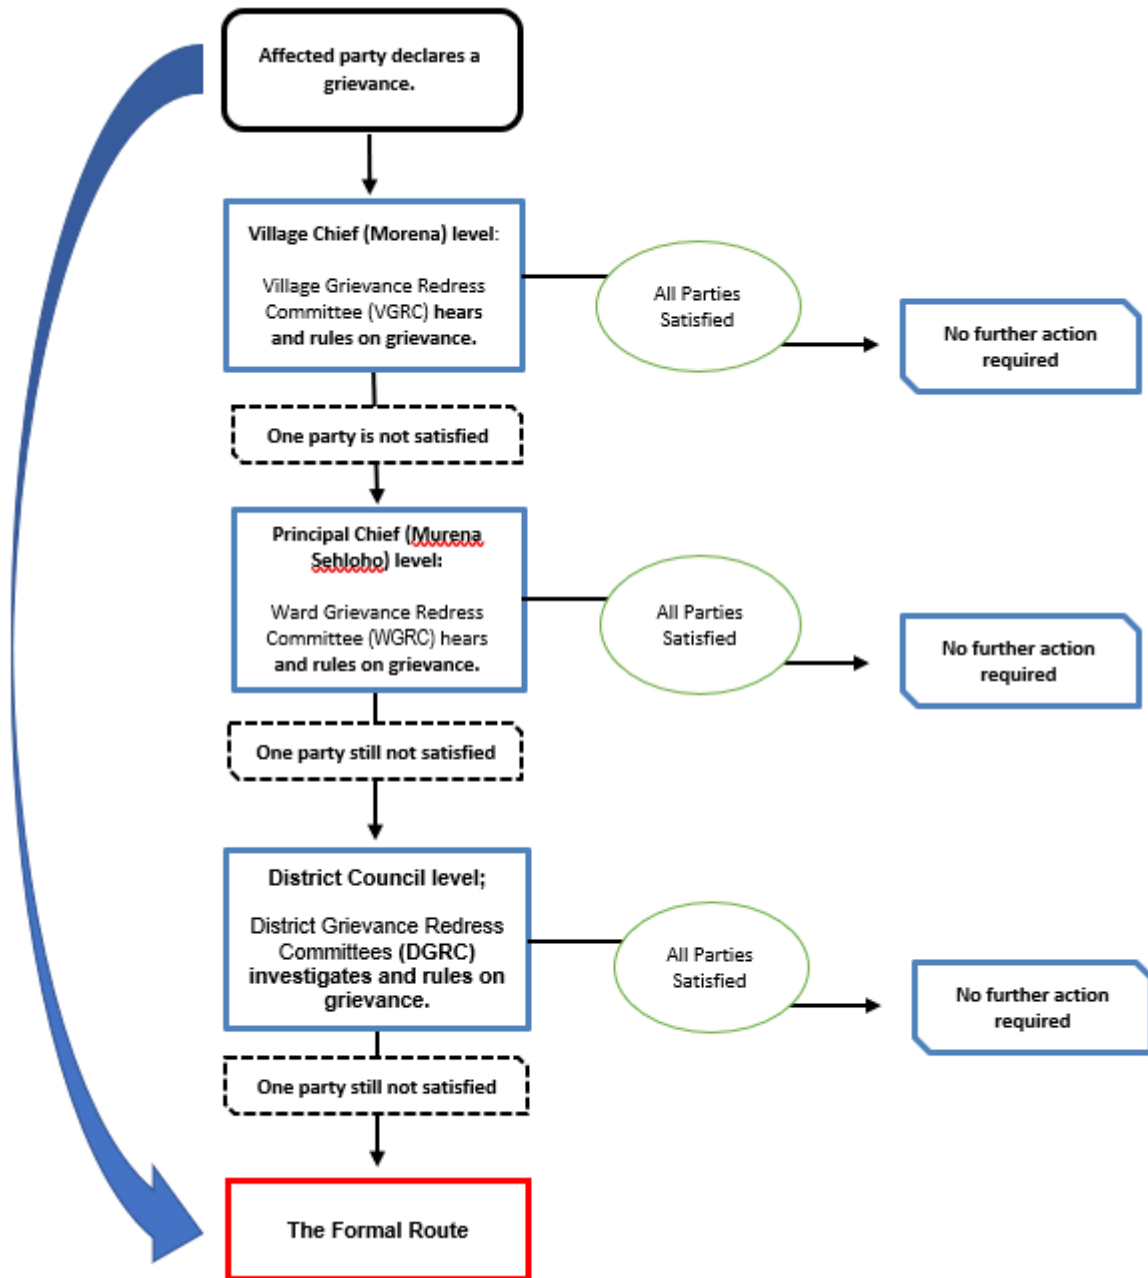 Affected party declares a
grievance.
Village Chief (Morena) level:
Village Grievance Redress
Committee (VGRC) hears
and rules on grievance.
All Parties
Satisfied
No further action
required
One party is not satisfied
Principal Chief (Murena
Sehloho) level:
Ward Grievance Redress
Committee (WGRC) hears
and rules on grievance.
All Parties
Satisfied
No further action
required
One party still not satisfied
District Council level;
District Grievance Redress
Committees (DGRC)
investigates and rules on
grievance.
All Parties
Satisfied
No further action
required
One party still not satisfied
The Formal Route